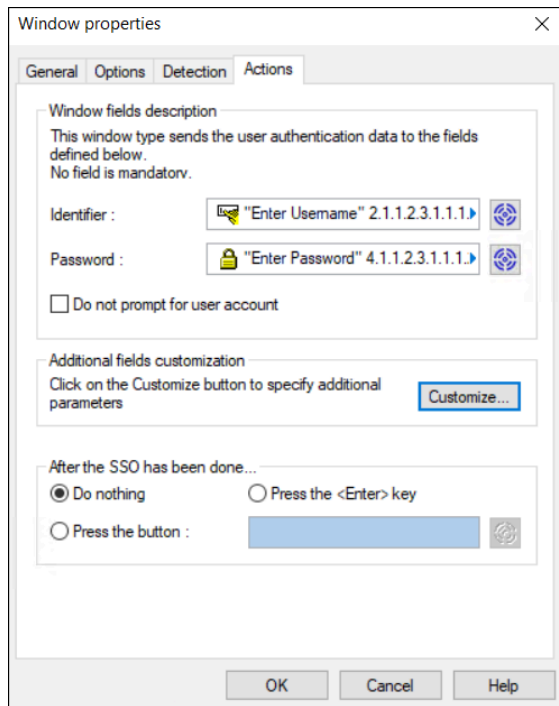 Window properties
General Options Detection Actions
Window fields description
This window type sends the user authentication data to the fields
defined below.
No field is mandatory.
Identifier : "Enter Username" 2.1.1.2.3.1.1.1.
Password : "Enter Password" 4.1.1.2.3.1.1.1..
Do not prompt for user account
Additional fields customization
Click on the Customize button to specify additional
parameters
Customize...
After the SSO has been done...
Do nothing Press the <Enter> key
Press the button :
OK Cancel Help